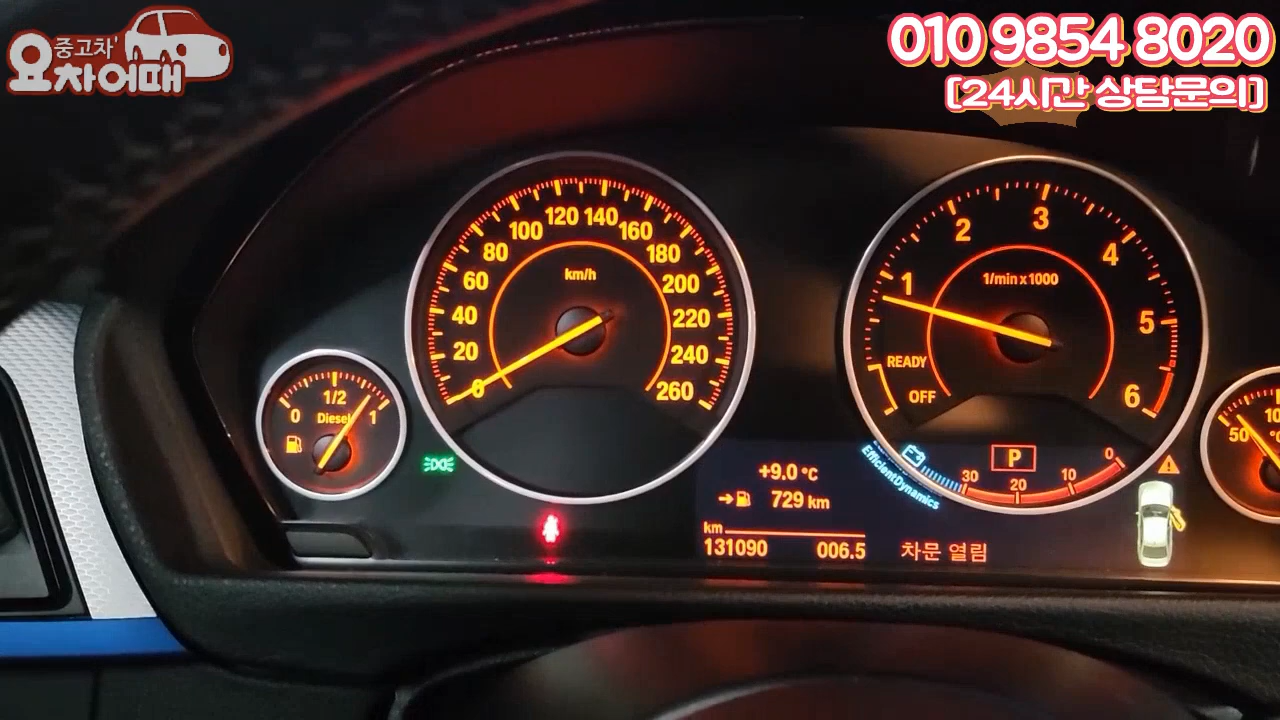 중고차'
요차어때
010 9854 8020
[24시간 상담문의]
0 1/2 1
Diesel
0 20 40 60 80 100 120 140 160 180 200 220 240 260
km/h
OFF READY 1 2 3 4 5 6
1/min x 1000
EfficientDynamics
30 20 10 0
P
50 10
°C
+9.0 °C
729 km
km
131090 006.5
차문 열림